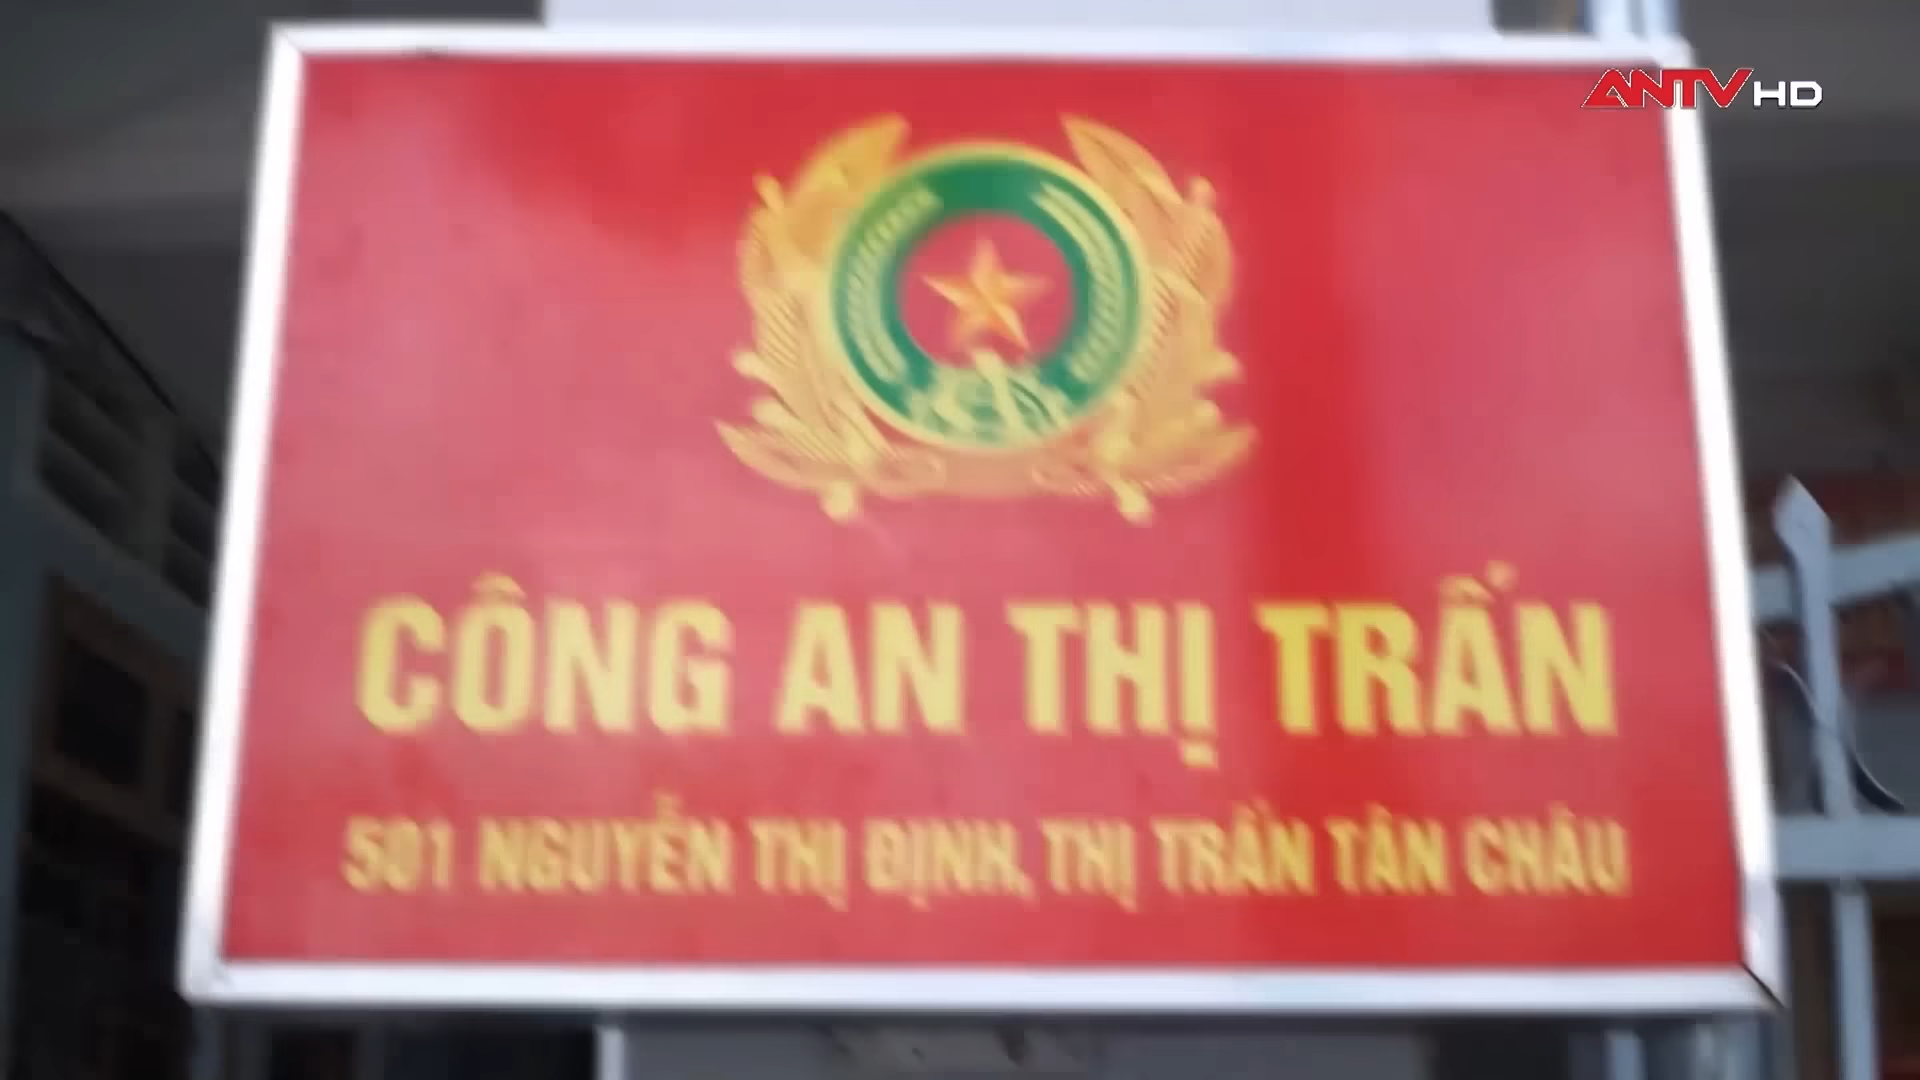 ANTV HD
CÔNG AN THỊ TRẤN
501 NGUYỄN THỊ ĐỊNH, THỊ TRẤN TÂN CHÂU